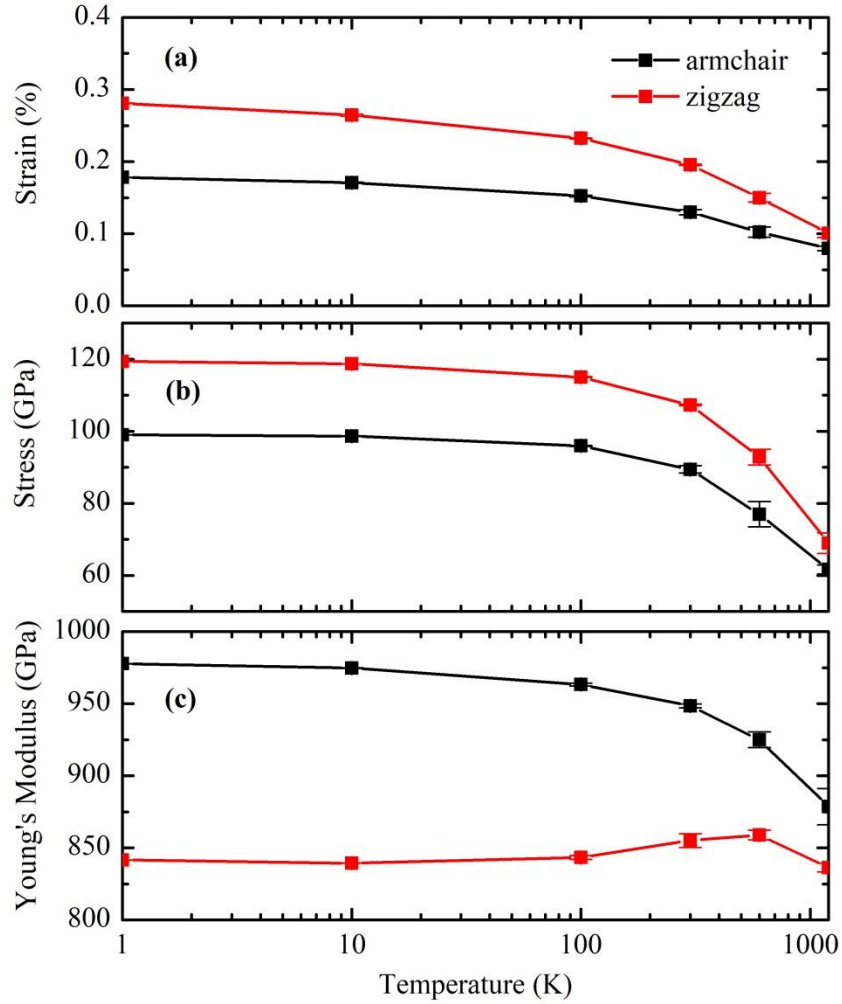 0.4
(a)
armchair
zigzag
0.3
0.2
0.1
0.0
Strain (%)
120
(b)
100
80
60
Stress (GPa)
1000
950
(c)
900
850
800
Young's Modulus (GPa)
1 10 100 1000
Temperature (K)